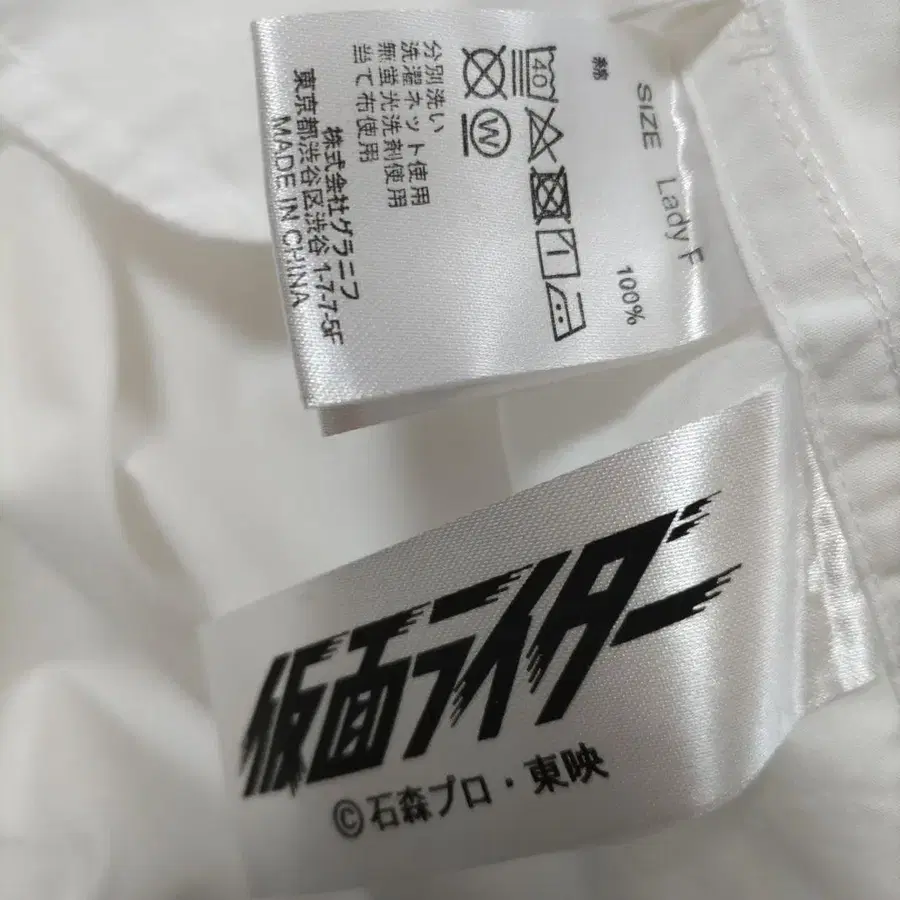 SIZE Lady F
綿 100%
40
W
分別洗い
洗濯ネット使用
無蛍光洗剤使用
当て布使用
株式会社グラニフ
東京都渋谷区渋谷 1-7-7-5F
MADE IN CHINA
仮面ライダー
©石森プロ・東映